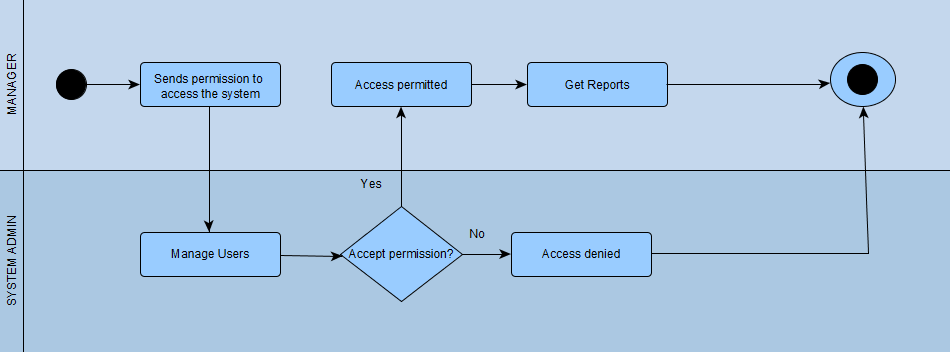 MANAGER
Sends permission to
access the system
Access permitted
Get Reports
SYSTEM ADMIN
Manage Users
Yes
Accept permission?
No
Access denied